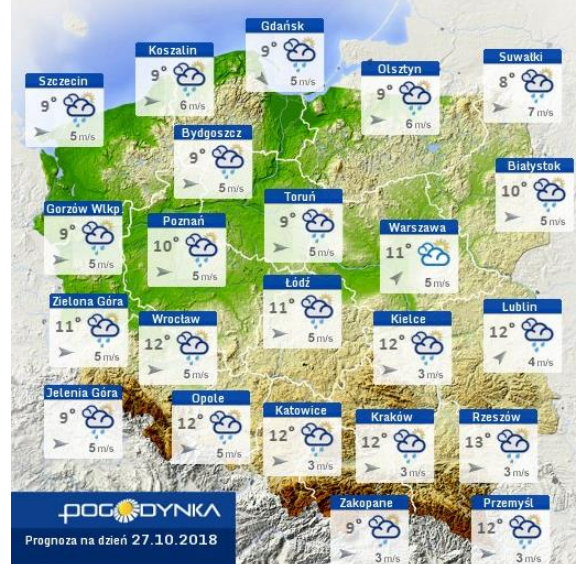 Gdańsk
9°
5 m/s
Koszalin
9°
6 m/s
Suwałki
8°
7 m/s
Olsztyn
9°
6 m/s
Szczecin
9°
5 m/s
Bydgoszcz
9°
5 m/s
Białystok
10°
5 m/s
Toruń
9°
5 m/s
Gorzów Wlkp
9°
5 m/s
Poznań
10°
5 m/s
Warszawa
11°
5 m/s
Łódź
11°
5 m/s
Zielona Góra
11°
5 m/s
Wrocław
12°
5 m/s
Kielce
12°
3 m/s
Lublin
12°
4 m/s
Jelenia Góra
9°
5 m/s
Opole
12°
5 m/s
Katowice
12°
3 m/s
Kraków
12°
3 m/s
Rzeszów
13°
3 m/s
Zakopane
9°
3 m/s
Przemyśl
12°
3 m/s
POGODYNKA
Prognoza na dzień 27.10.2018